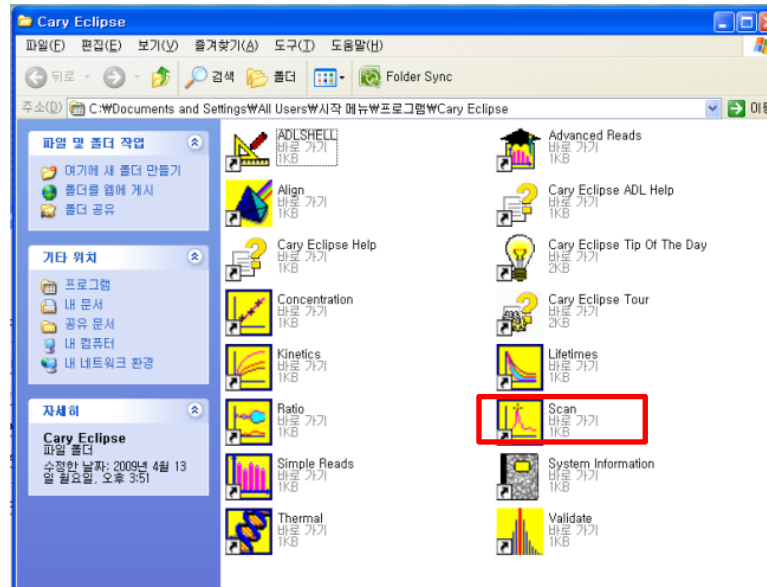 Cary Eclipse
파일(F) 편집(E) 보기(V) 즐겨찾기(A) 도구(T) 도움말(H)
뒤로 검색 폴더 Folder Sync
주소(D) C:₩Documents and Settings₩All Users₩시작 메뉴₩프로그램₩Cary Eclipse 이동
파일 및 폴더 작업
여기에 새 폴더 만들기
폴더를 웹에 게시
폴더 공유
기타 위치
프로그램
내 문서
공유 문서
내 컴퓨터
내 네트워크 환경
자세히
Cary Eclipse
파일 폴더
수정한 날짜: 2009년 4월 13
일 월요일, 오후 3:51
ADLSHELL
바로 가기
1KB
Advanced Reads
바로 가기
1KB
Align
바로 가기
1KB
Cary Eclipse ADL Help
바로 가기
1KB
Cary Eclipse Help
바로 가기
1KB
Cary Eclipse Tip Of The Day
바로 가기
2KB
Concentration
바로 가기
1KB
Cary Eclipse Tour
바로 가기
2KB
Kinetics
바로 가기
1KB
Lifetimes
바로 가기
1KB
Ratio
바로 가기
1KB
Scan
바로 가기
1KB
Simple Reads
바로 가기
1KB
System Information
바로 가기
1KB
Thermal
바로 가기
1KB
Validate
바로 가기
1KB